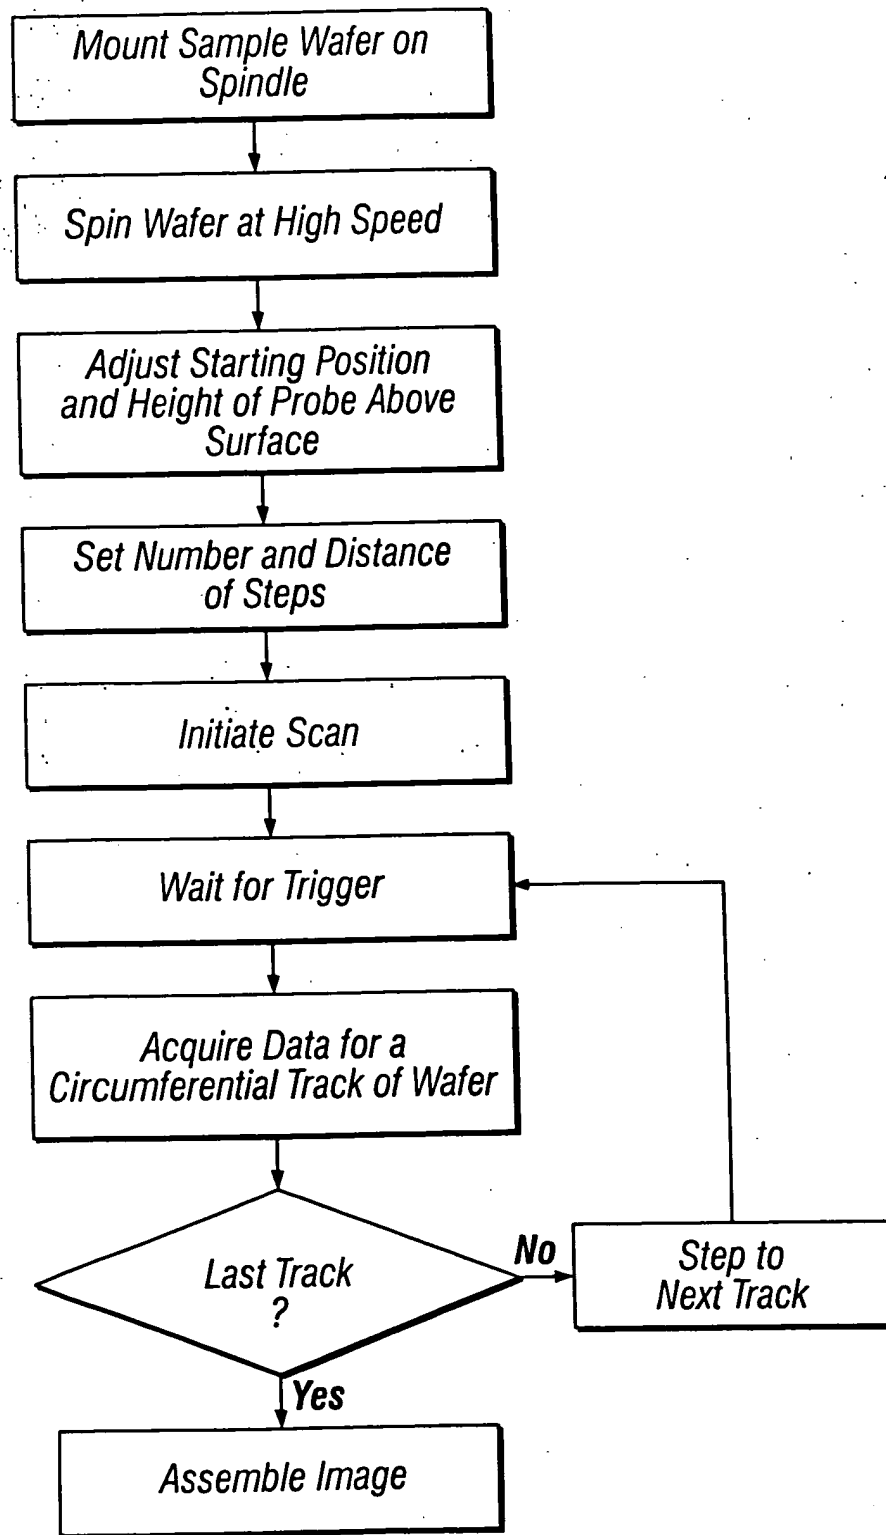 Mount Sample Wafer on
Spindle
Spin Wafer at High Speed
Adjust Starting Position
and Height of Probe Above
Surface
Set Number and Distance
of Steps
Initiate Scan
Wait for Trigger
Acquire Data for a
Circumferential Track of Wafer
Last Track
?
No
Step to
Next Track
Yes
Assemble Image